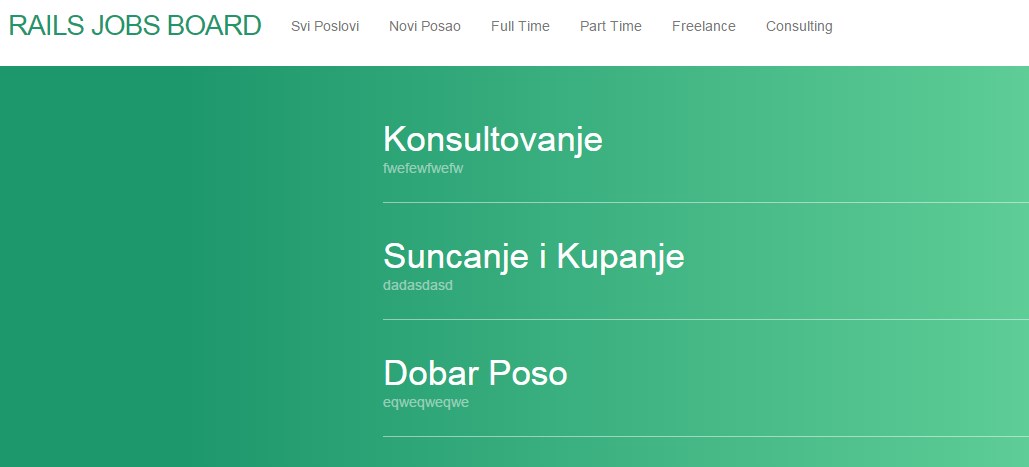 RAILS JOBS BOARD Svi Poslovi Novi Posao Full Time Part Time Freelance Consulting
Konsultovanje
fwefewfwefw
Suncanje i Kupanje
dadasdasd
Dobar Poso
eqweqweqwe